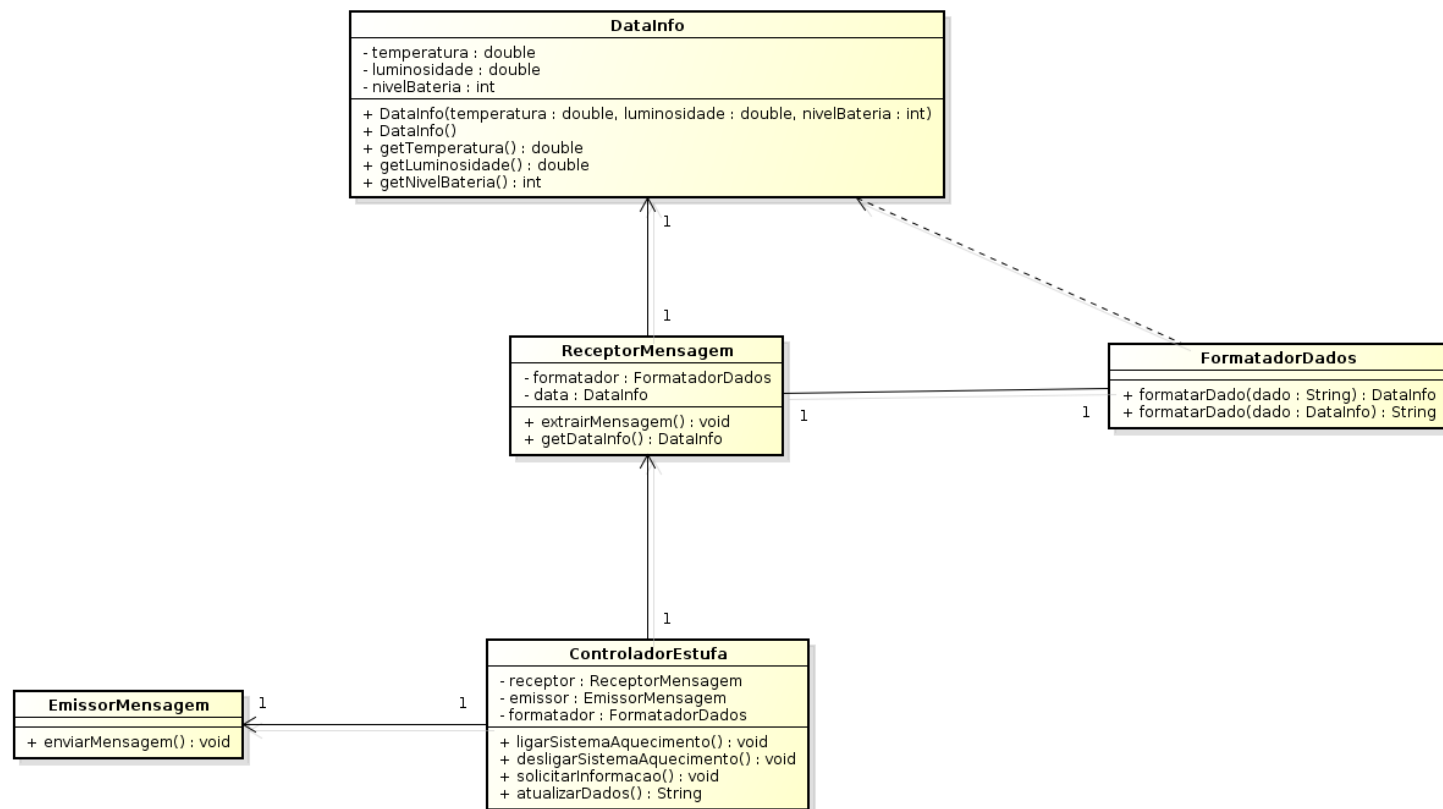 DataInfo
- temperatura : double
- luminosidade : double
- nivelBateria : int
+ DataInfo(temperatura : double, luminosidade : double, nivelBateria : int)
+ DataInfo()
+ getTemperatura() : double
+ getLuminosidade() : double
+ getNivelBateria() : int
1
1
ReceptorMensagem
- formatador : FormatadorDados
- data : DataInfo
+ extrairMensagem() : void
+ getDataInfo() : DataInfo
1
1
FormatadorDados
+ formatarDado(dado : String) : DataInfo
+ formatarDado(dado : DataInfo) : String
1
ControladorEstufa
- receptor : ReceptorMensagem
- emissor : EmissorMensagem
- formatador : FormatadorDados
+ ligarSistemaAquecimento() : void
+ desligarSistemaAquecimento() : void
+ solicitarInformacao() : void
+ atualizarDados() : String
1
1
EmissorMensagem
+ enviarMensagem() : void